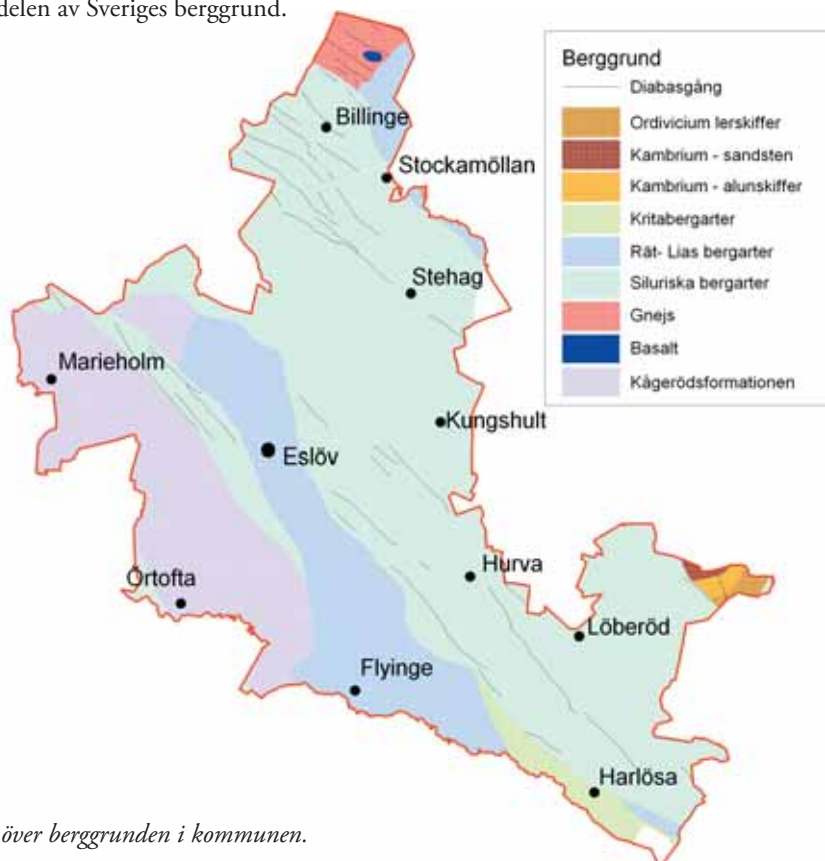 delen av Sveriges berggrund.
Berggrund
Diabasgång
Ordivicium lerskiffer
Kambrium - sandsten
Kambrium - alunskiffer
Kritabergarter
Rät- Lias bergarter
Siluriska bergarter
Gnejs
Basalt
Kågerödsformationen
Billinge
Stockamöllan
Stehag
Marieholm
Kungshult
Eslöv
Hurva
Örtofta
Löberöd
Flyinge
Harlösa
över berggrunden i kommunen.